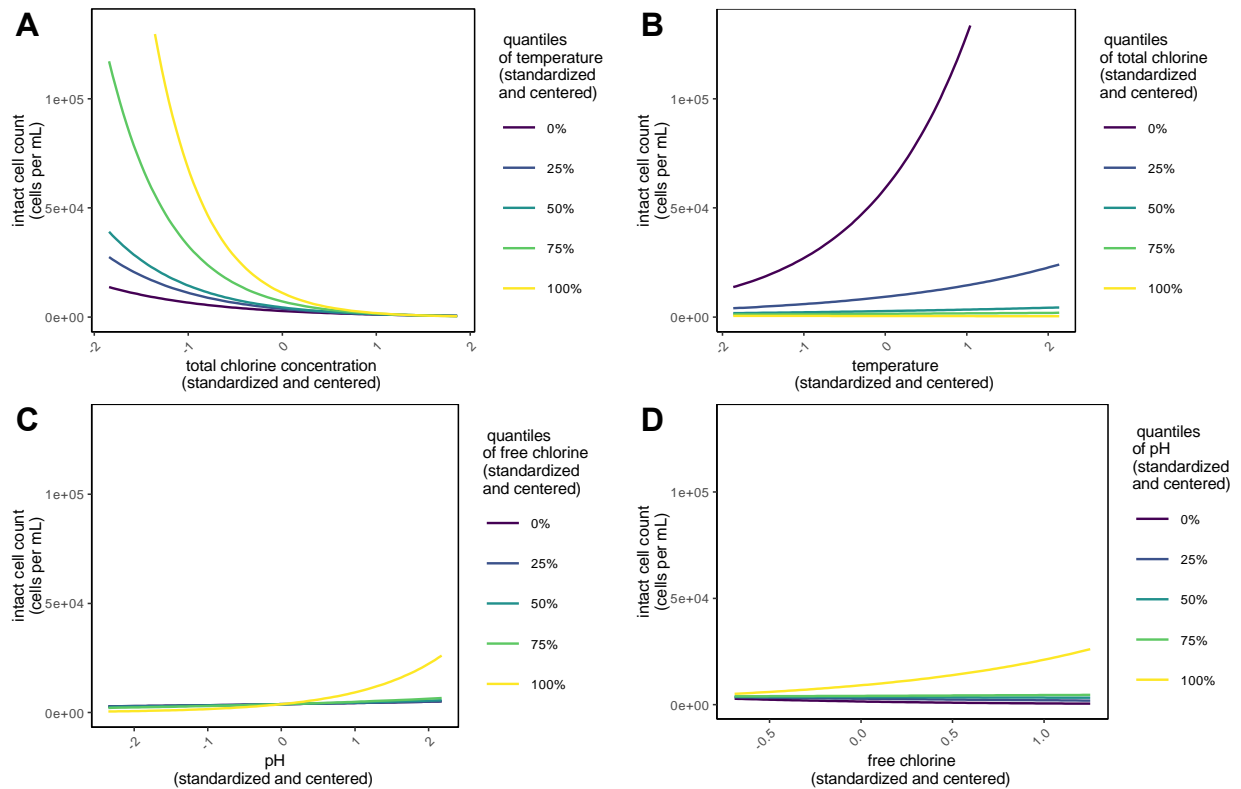 A
intact cell count
(cells per mL)
1e+05
5e+04
0e+00
-2
-1
0
1
2
total chlorine concentration
(standardized and centered)
quantiles
of temperature
(standardized
and centered)
0%
25%
50%
75%
100%
B
intact cell count
(cells per mL)
1e+05
5e+04
0e+00
-2
-1
0
1
2
temperature
(standardized and centered)
quantiles
of total chlorine
(standardized
and centered)
0%
25%
50%
75%
100%
C
intact cell count
(cells per mL)
1e+05
5e+04
0e+00
-2
-1
0
1
2
pH
(standardized and centered)
quantiles
of free chlorine
(standardized
and centered)
0%
25%
50%
75%
100%
D
intact cell count
(cells per mL)
1e+05
5e+04
0e+00
-0.5
0.0
0.5
1.0
free chlorine
(standardized and centered)
quantiles
of pH
(standardized
and centered)
0%
25%
50%
75%
100%